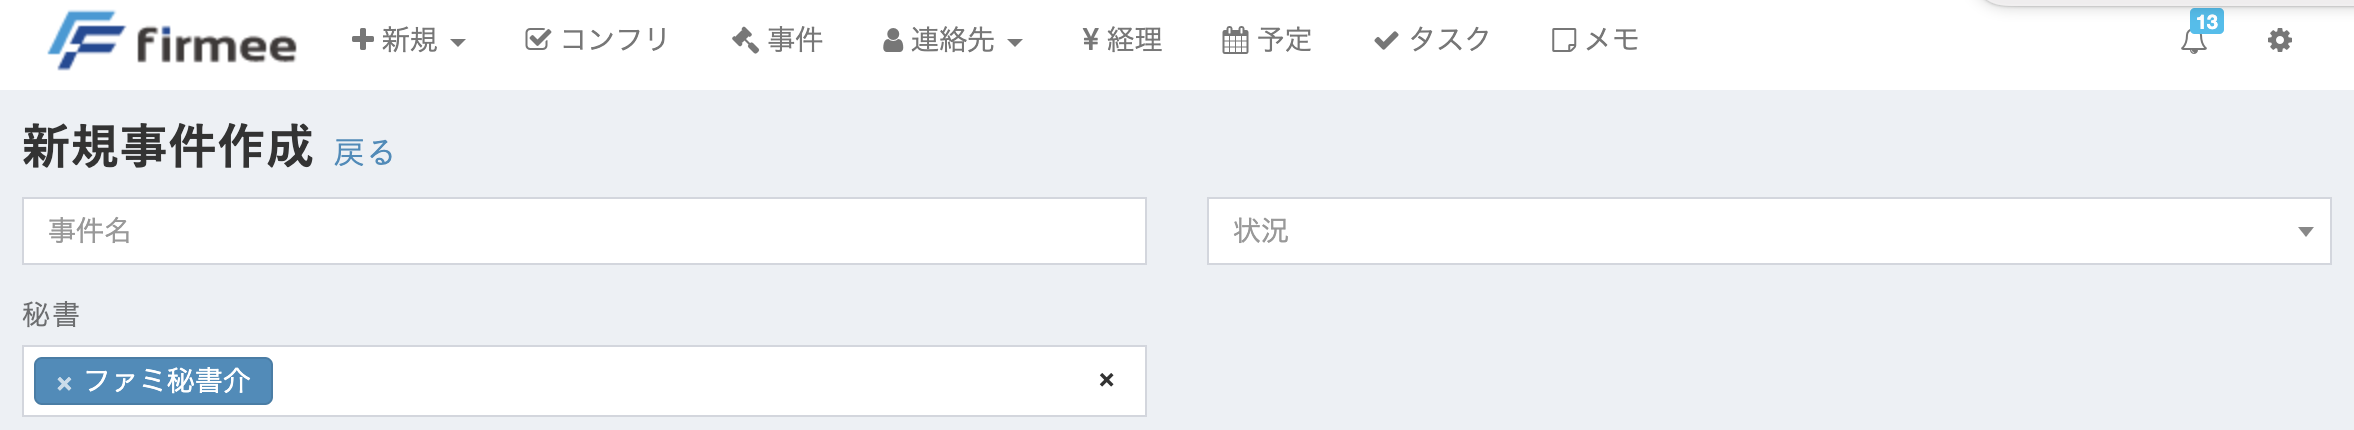 firmee 新規 コンフリ 事件 連絡先 ¥ 経理 予定 タスク メモ 13
新規事件作成 戻る
事件名 状況
秘書
× ファミ秘書介 ×